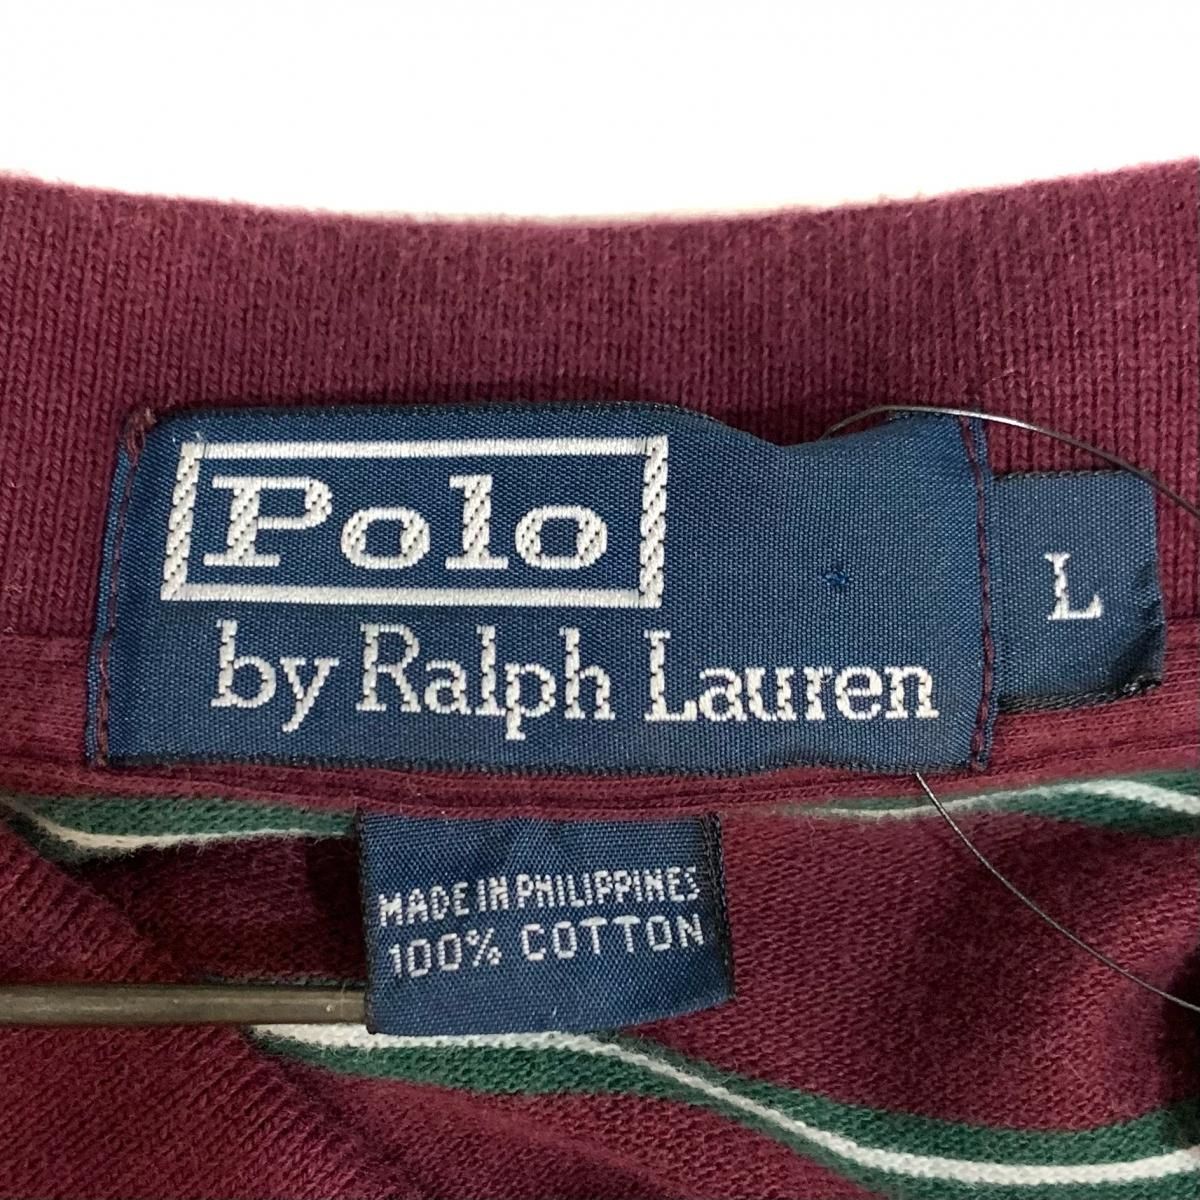 Polo
by Ralph Lauren
L
MADE IN PHILIPPINES
100% COTTON